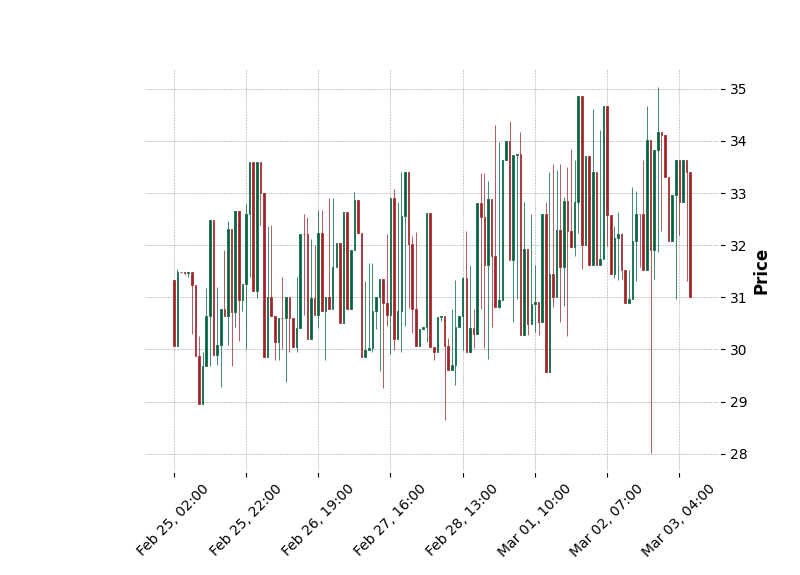 35
34
33
32
31
30
29
28
Price
Feb 25, 02:00
Feb 25, 22:00
Feb 26, 19:00
Feb 27, 16:00
Feb 28, 13:00
Mar 01, 10:00
Mar 02, 07:00
Mar 03, 04:00